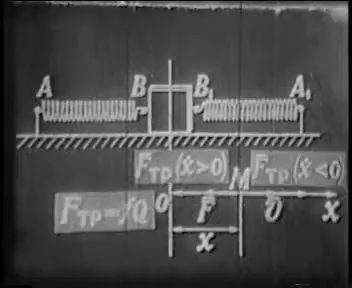 A B B₁ A₁
Fтр (ẋ>0) Fтр (ẋ<0)
M
Fтр=fQ O F̄ x
x